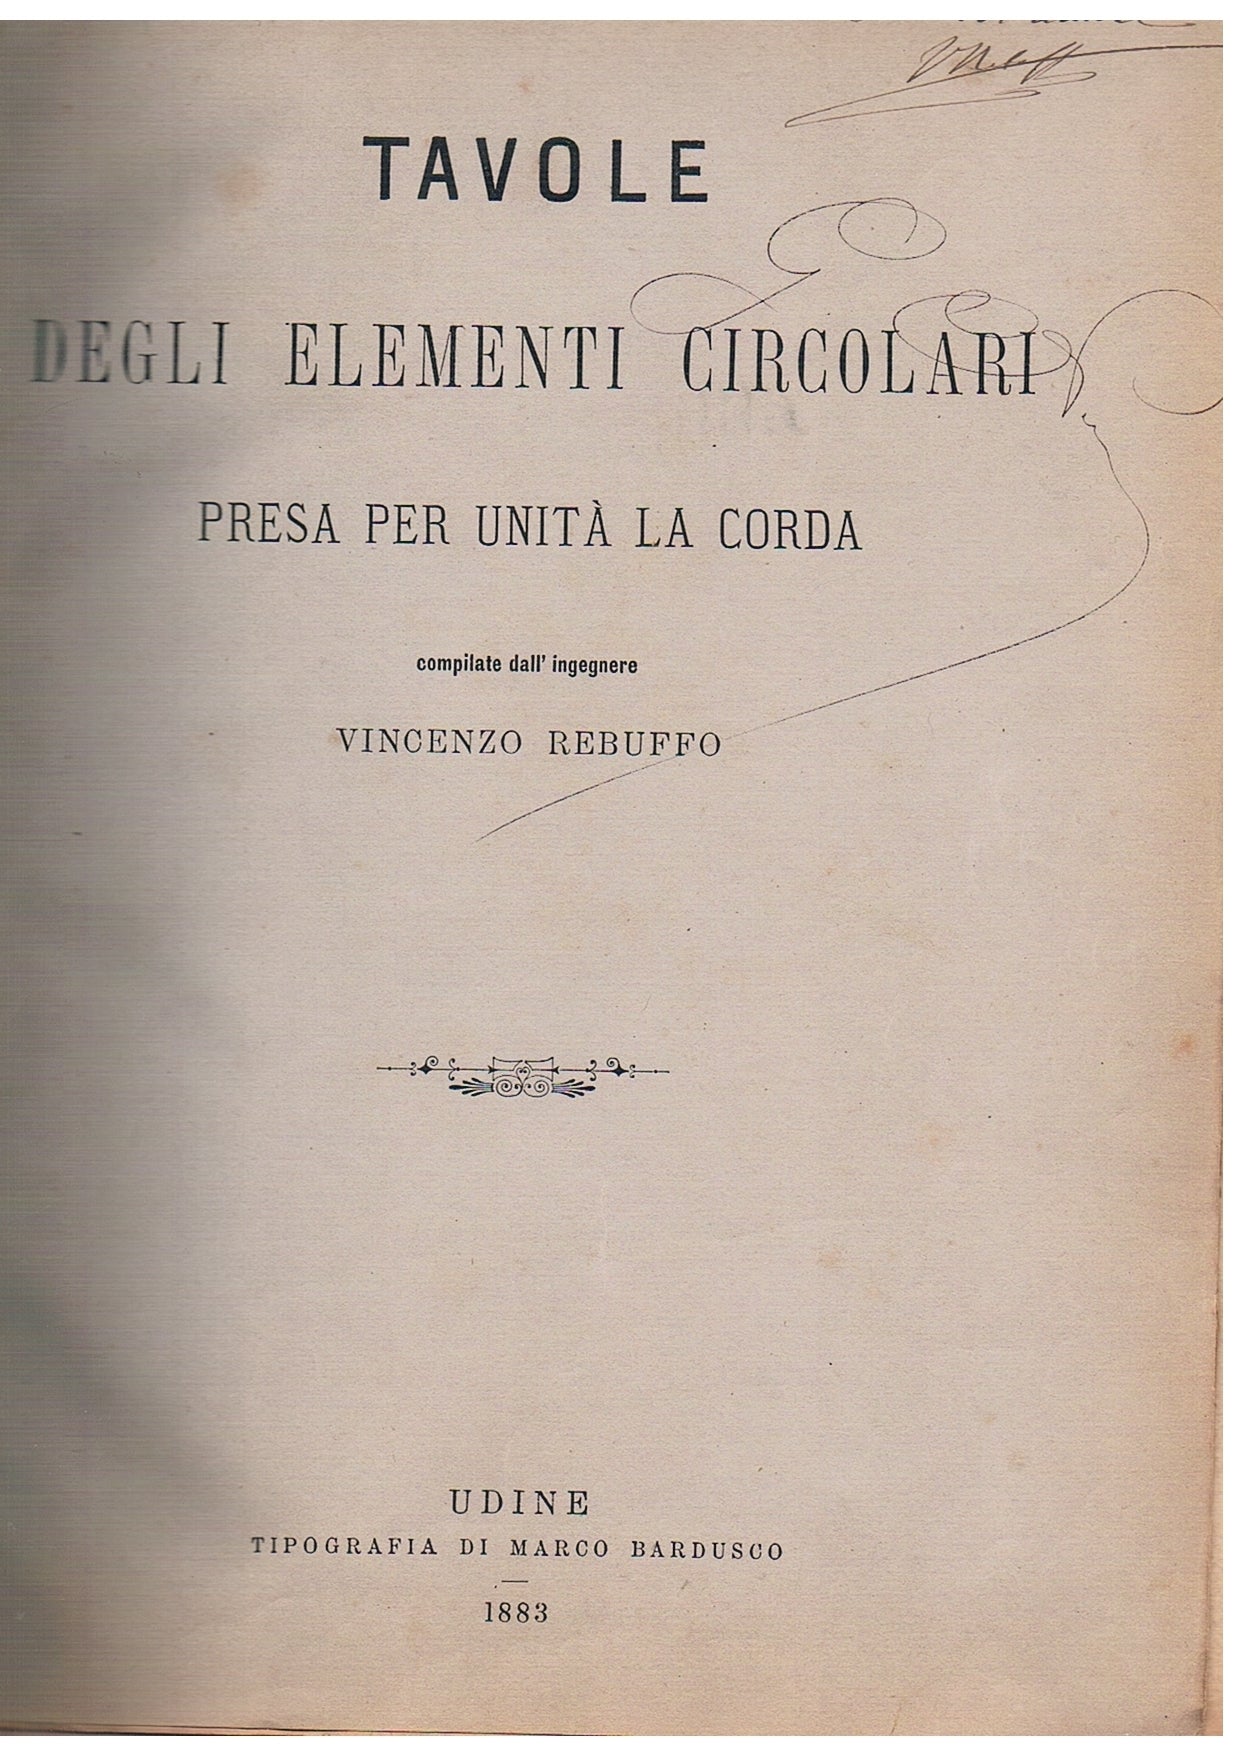 TAVOLE
DEGLI ELEMENTI CIRCOLARI
PRESA PER UNITÀ LA CORDA
compilate dall' ingegnere
VINCENZO REBUFFO
UDINE
TIPOGRAFIA DI MARCO BARDUSCO
1883